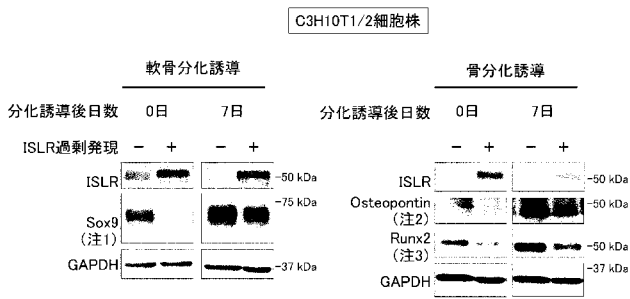 C3H10T1/2細胞株
軟骨分化誘導
分化誘導後日数 0日 7日
ISLR過剰発現 − + − +
ISLR -50 kDa
-75 kDa
Sox9
(注1)
GAPDH -37 kDa
骨分化誘導
分化誘導後日数 0日 7日
− + − +
ISLR -50 kDa
Osteopontin -50 kDa
(注2)
Runx2 -50 kDa
(注3)
GAPDH -37 kDa